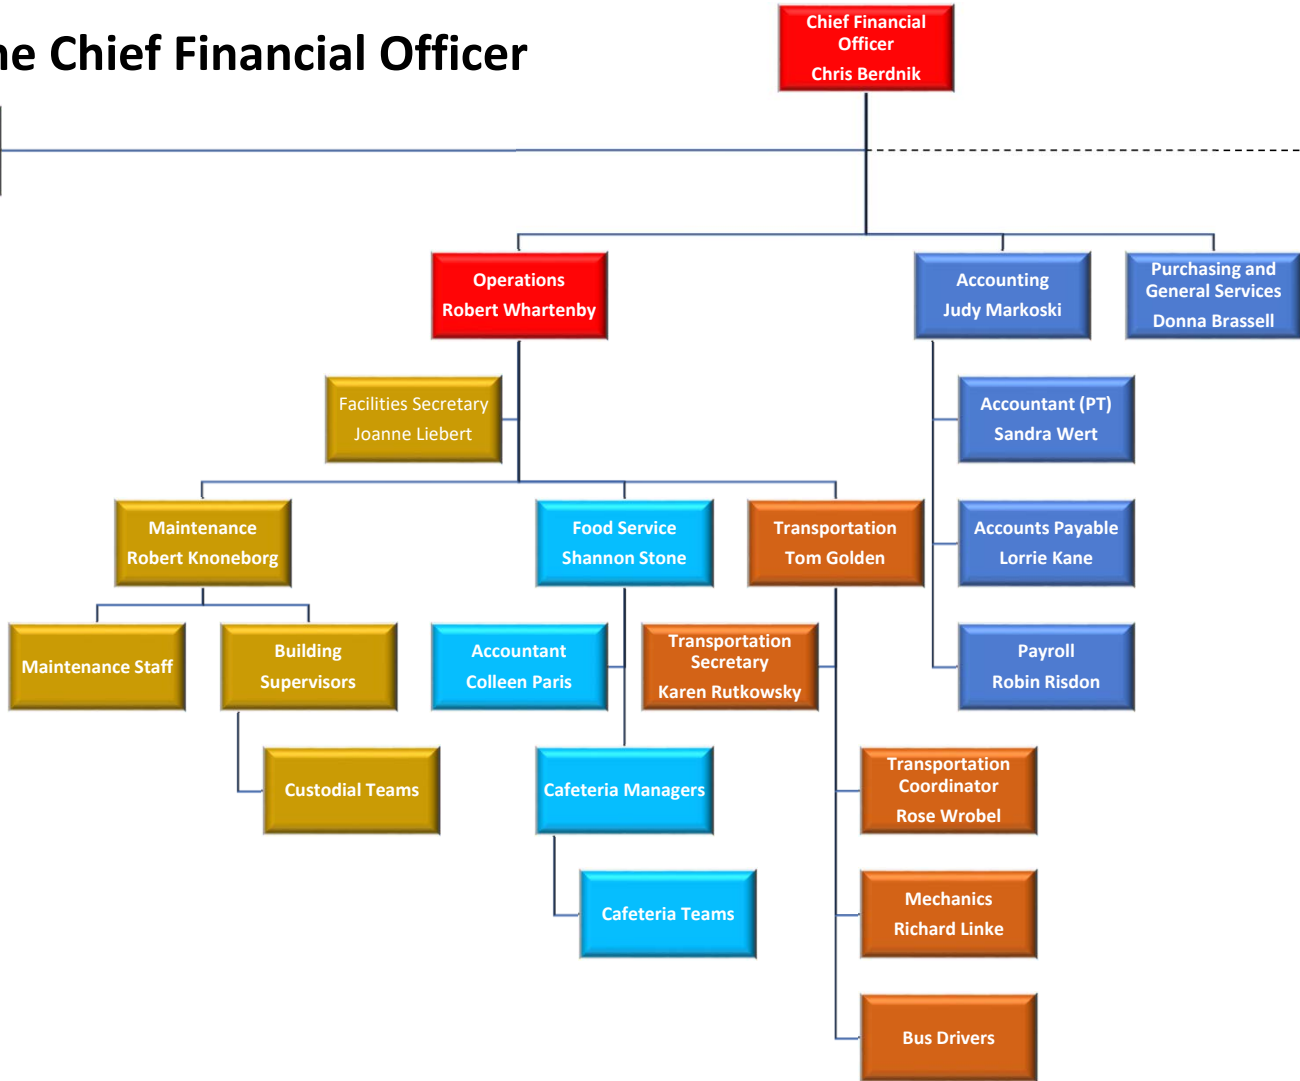 ne Chief Financial Officer
Chief Financial
Officer
Chris Berdnik
Operations
Robert Whartenby
Accounting
Judy Markoski
Purchasing and
General Services
Donna Brassell
Facilities Secretary
Joanne Liebert
Accountant (PT)
Sandra Wert
Maintenance
Robert Knoneborg
Food Service
Shannon Stone
Transportation
Tom Golden
Accounts Payable
Lorrie Kane
Maintenance Staff
Building
Supervisors
Accountant
Colleen Paris
Transportation
Secretary
Karen Rutkowsky
Payroll
Robin Risdon
Custodial Teams
Cafeteria Managers
Transportation
Coordinator
Rose Wrobel
Cafeteria Teams
Mechanics
Richard Linke
Bus Drivers